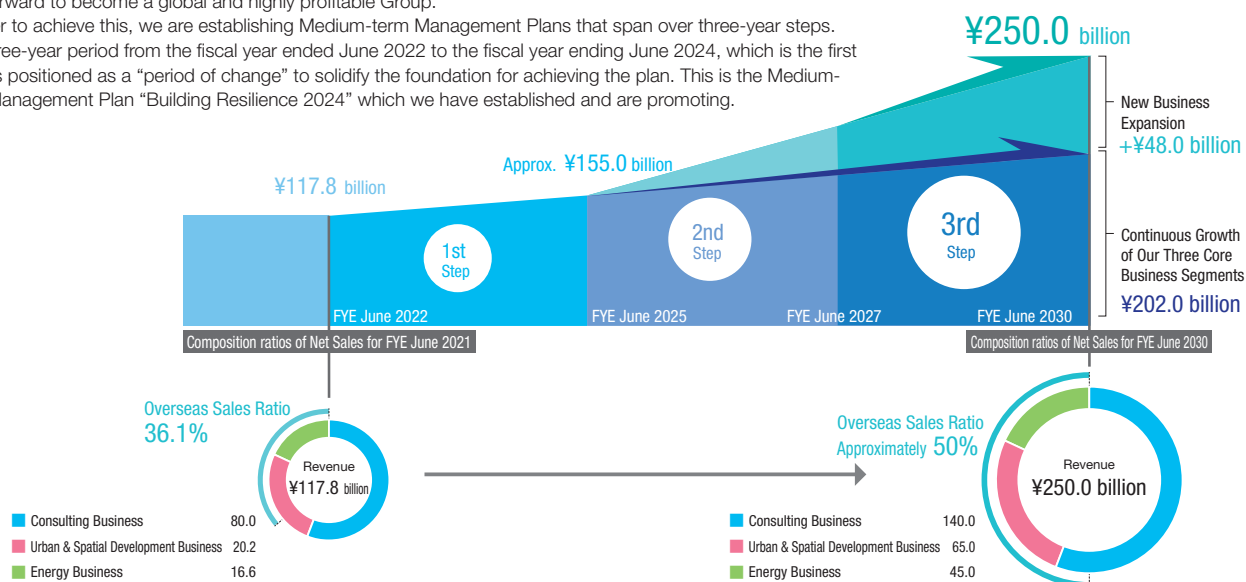 rward to become a global and highly profitable Group.
er to achieve this, we are establishing Medium-term Management Plans that span over three-year steps.
ree-year period from the fiscal year ended June 2022 to the fiscal year ending June 2024, which is the first
s positioned as a “period of change” to solidify the foundation for achieving the plan. This is the Medium-
Management Plan “Building Resilience 2024” which we have established and are promoting.
¥250.0 billion
New Business
Expansion
+¥48.0 billion
Approx. ¥155.0 billion
¥117.8 billion
1st
Step
2nd
Step
3rd
Step
Continuous Growth
of Our Three Core
Business Segments
¥202.0 billion
FYE June 2022
FYE June 2025
FYE June 2027
FYE June 2030
Composition ratios of Net Sales for FYE June 2021
Composition ratios of Net Sales for FYE June 2030
Overseas Sales Ratio
36.1%
Revenue
¥117.8 billion
Consulting Business 80.0
Urban & Spatial Development Business 20.2
Energy Business 16.6
Overseas Sales Ratio
Approximately 50%
Revenue
¥250.0 billion
Consulting Business 140.0
Urban & Spatial Development Business 65.0
Energy Business 45.0